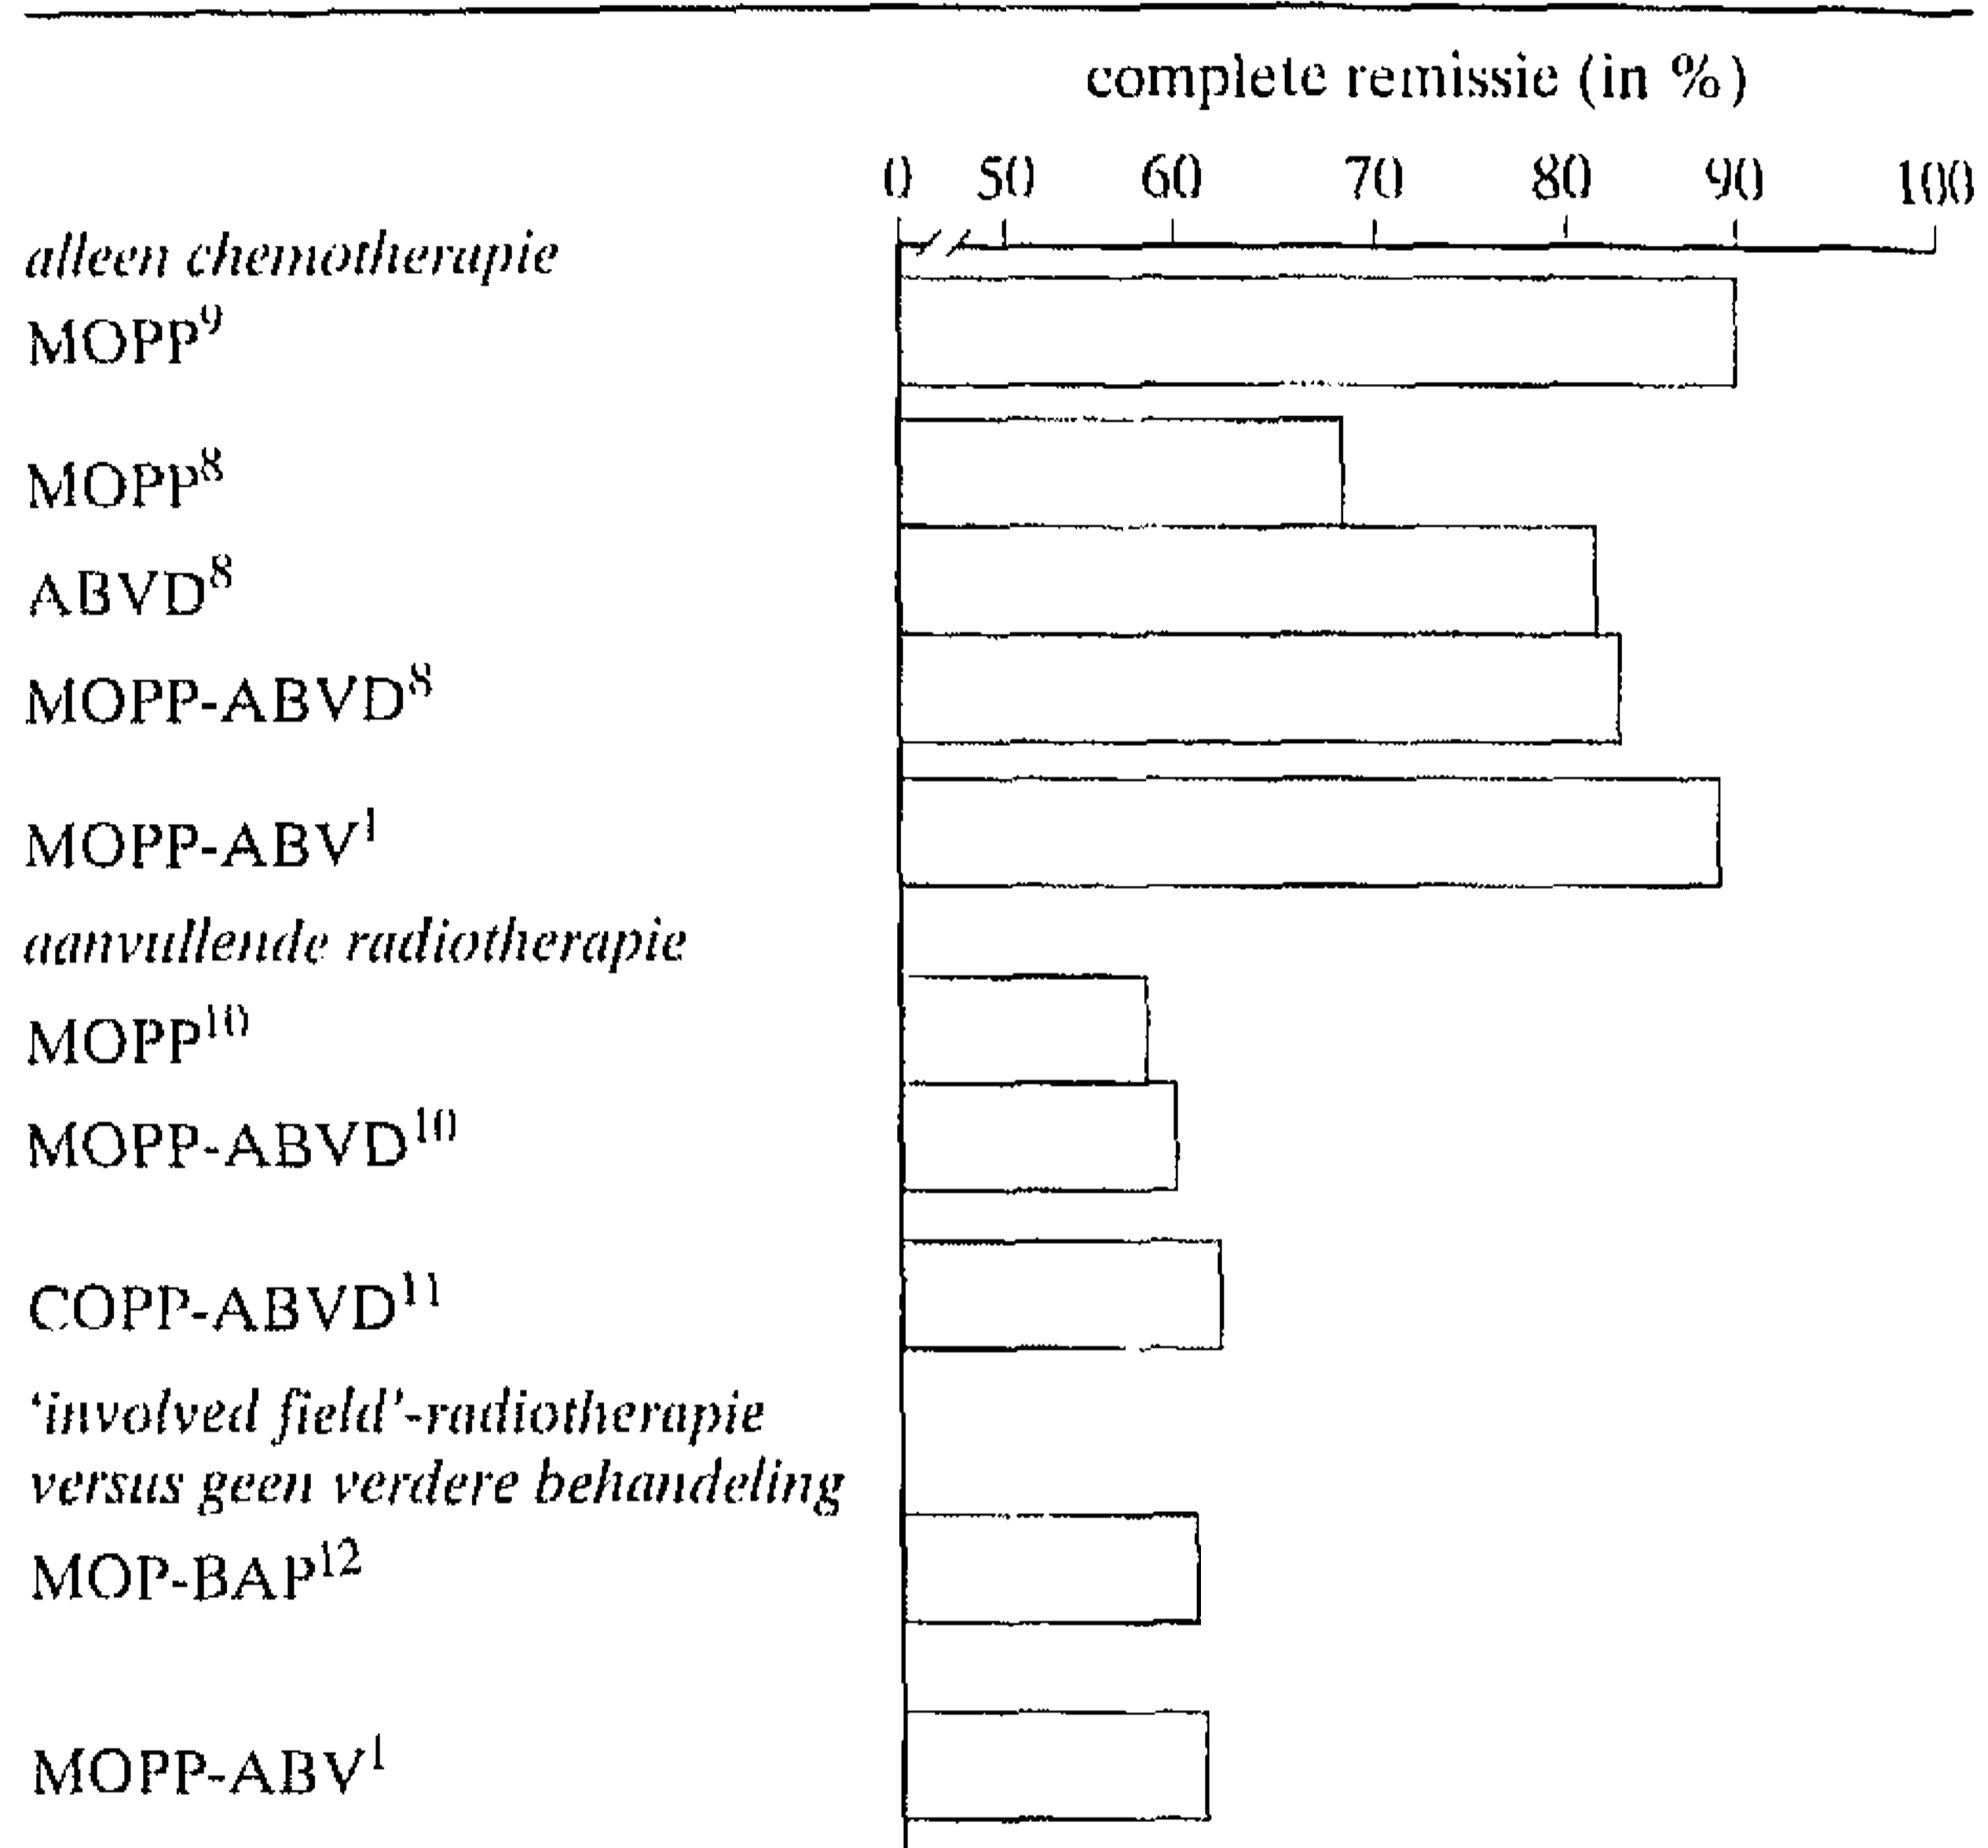 complete remissie (in %)
0 50 60 70 80 90 100
alleen chemotherapie
MOPP⁹
MOPP⁸
ABVD⁸
MOPP-ABVD⁸
MOPP-ABV¹
aanvullende radiotherapie
MOPP¹⁰
MOPP-ABVD¹⁰
COPP-ABVD¹¹
‘involved field’-radiotherapie
versus geen verdere behandeling
MOP-BAP¹²
MOPP-ABV¹